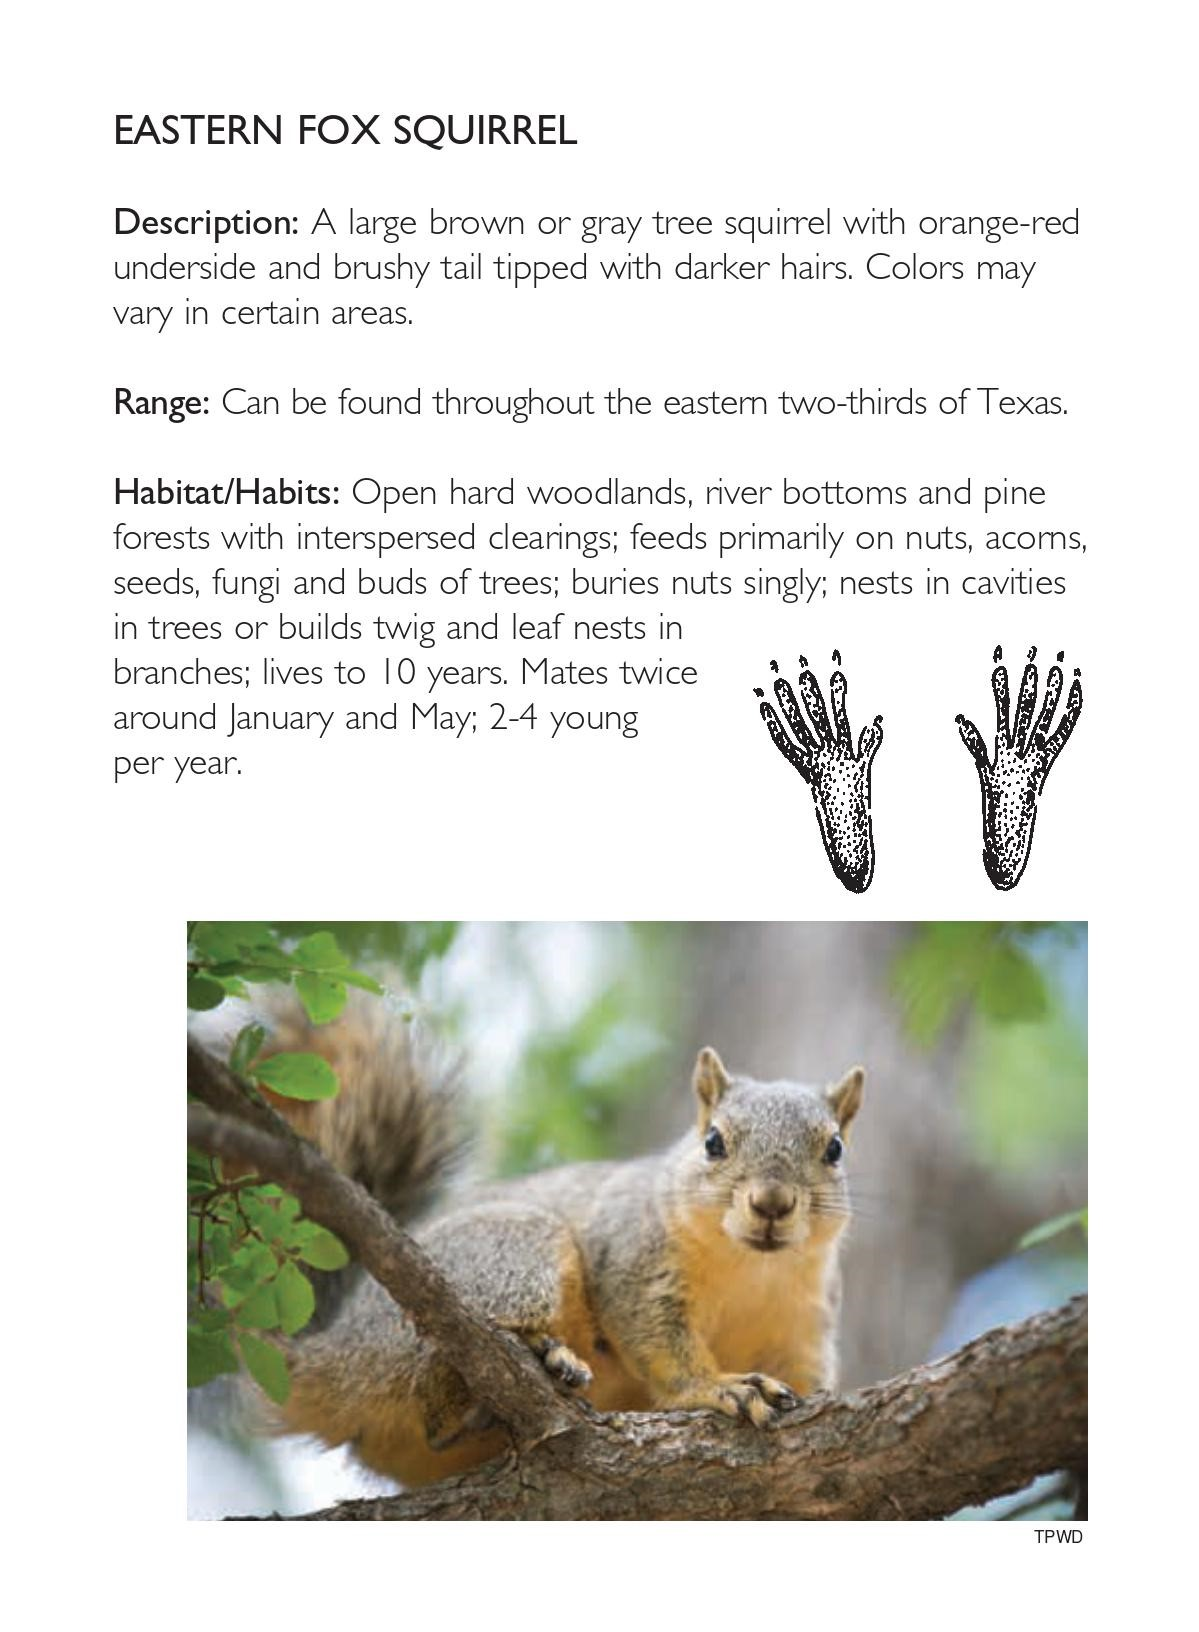 EASTERN FOX SQUIRREL
Description: A large brown or gray tree squirrel with orange-red
underside and brushy tail tipped with darker hairs. Colors may
vary in certain areas.
Range: Can be found throughout the eastern two-thirds of Texas.
Habitat/Habits: Open hard woodlands, river bottoms and pine
forests with interspersed clearings; feeds primarily on nuts, acorns,
seeds, fungi and buds of trees; buries nuts singly; nests in cavities
in trees or builds twig and leaf nests in
branches; lives to 10 years. Mates twice
around January and May; 2-4 young
per year.
TPWD